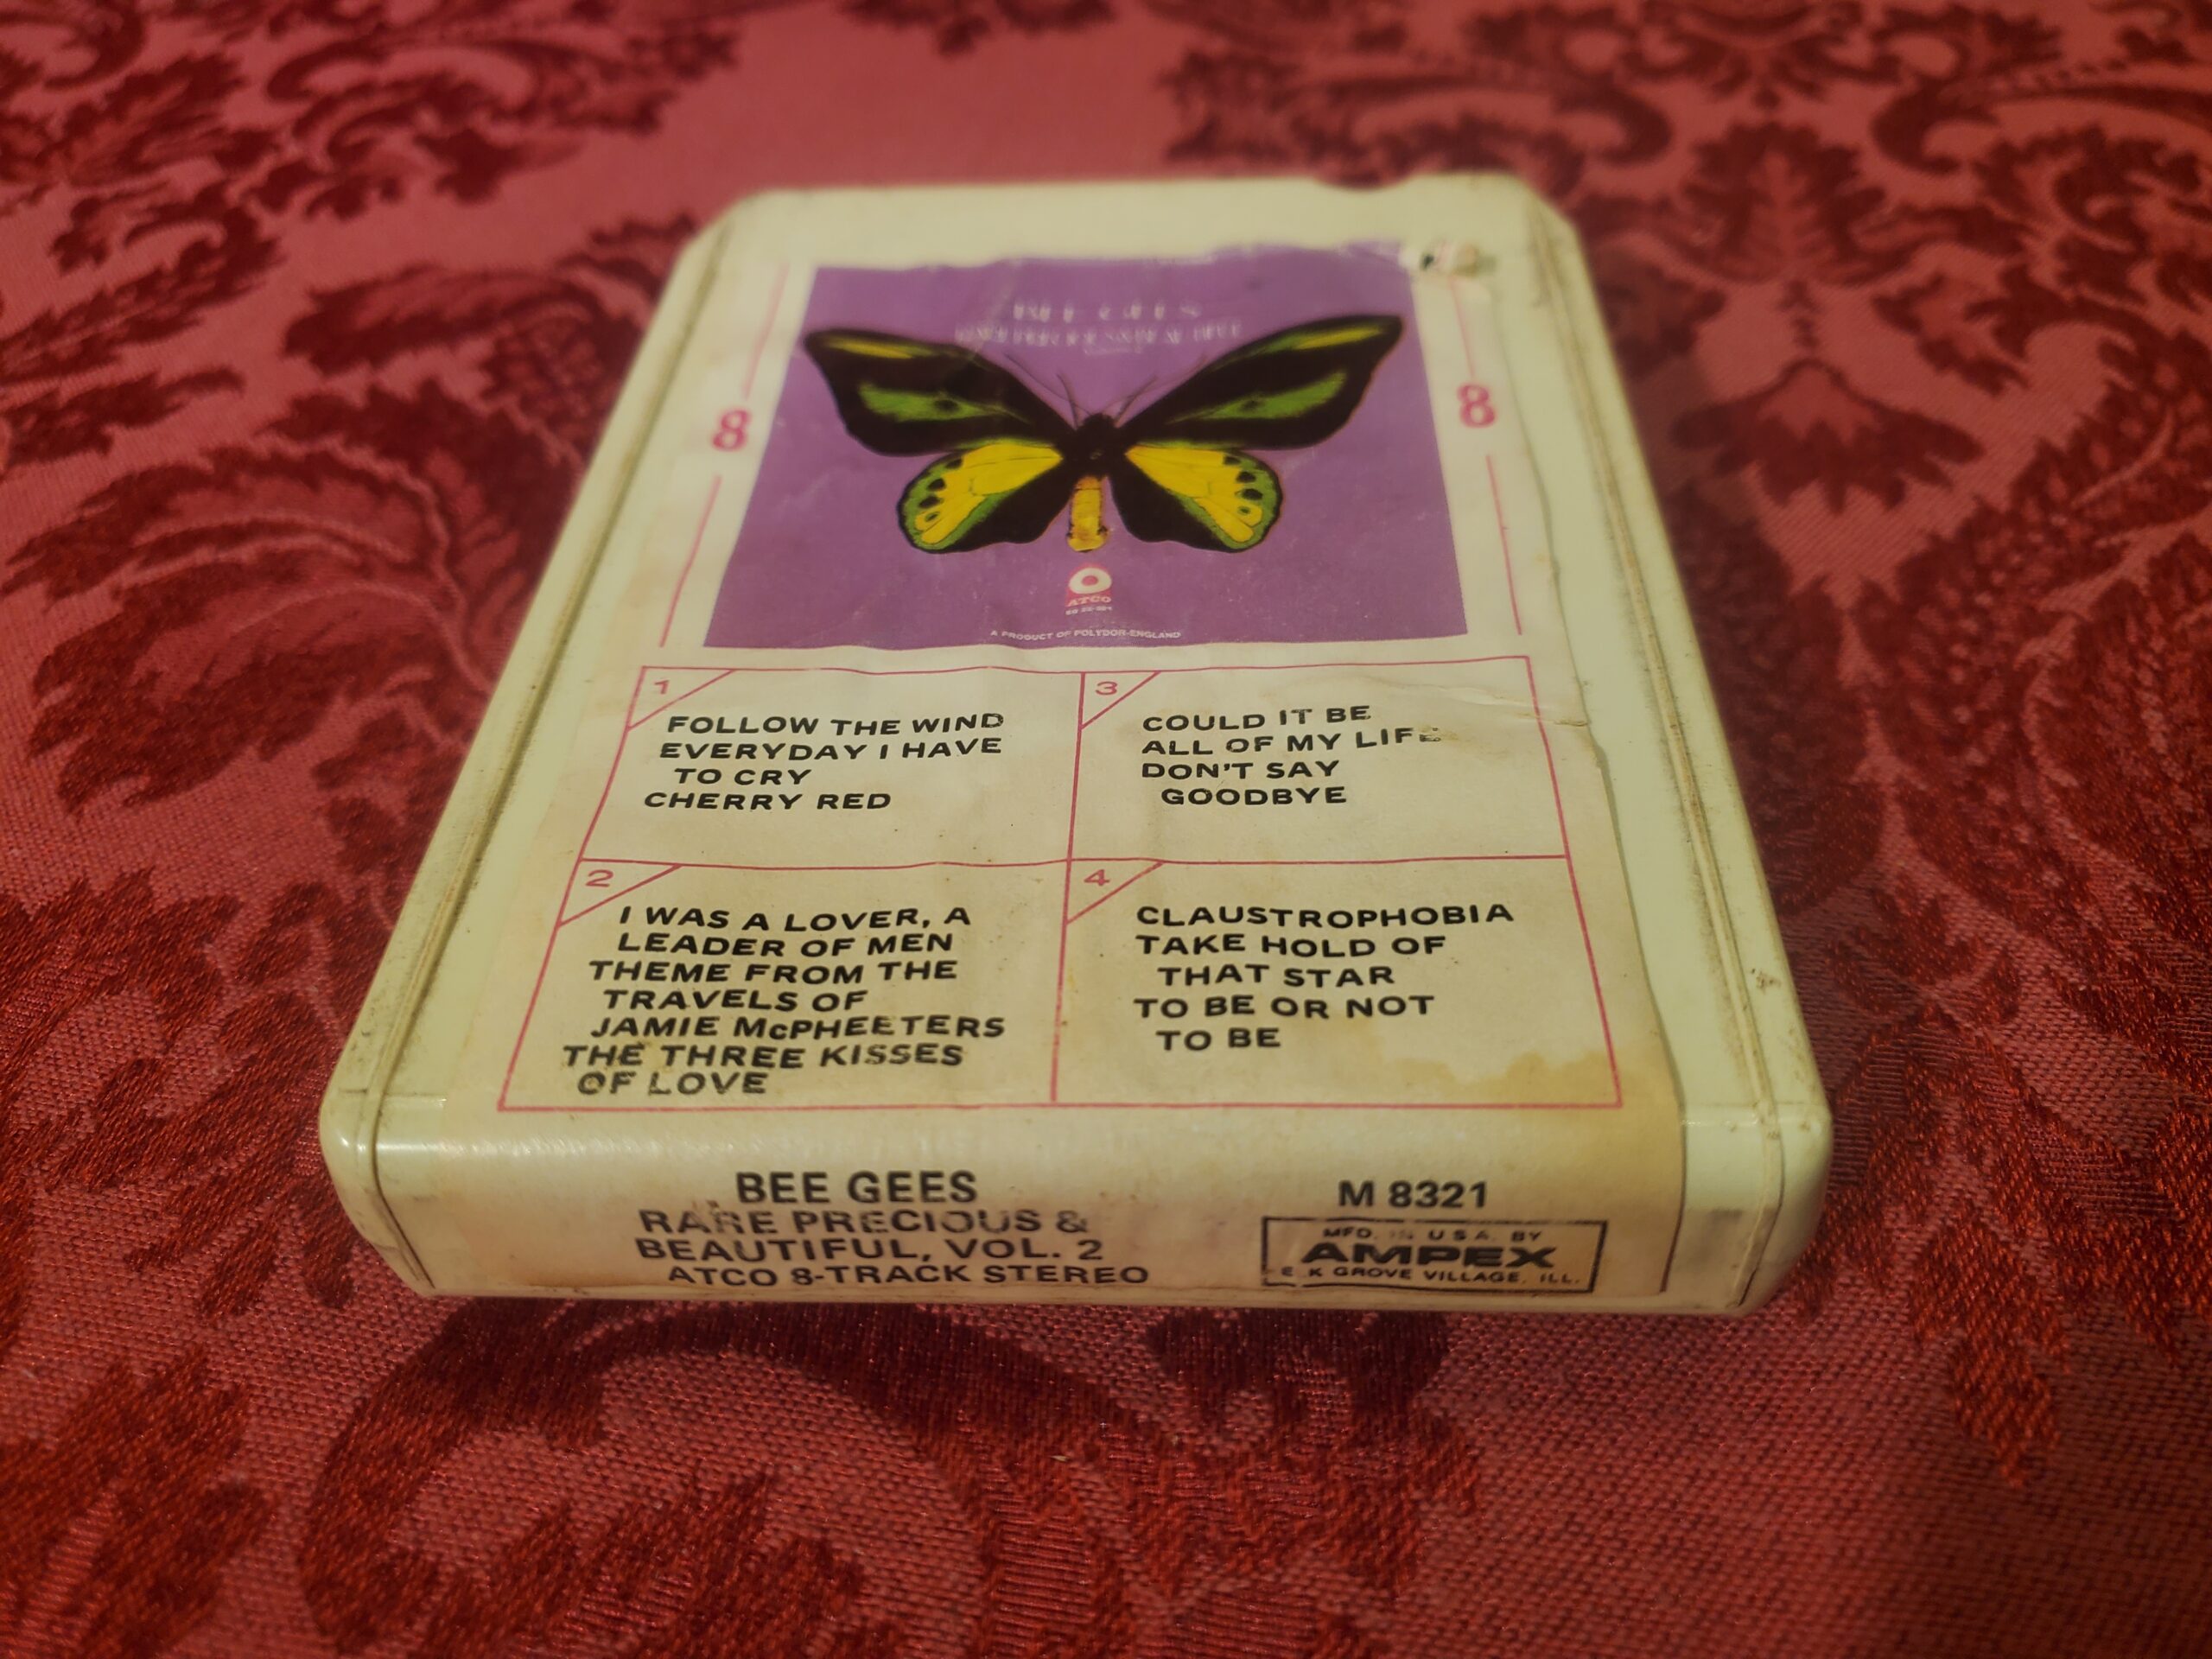 BEE GEES
8
8
ATCO
A PRODUCT OF POLYDOR-ENGLAND
1
FOLLOW THE WIND
EVERYDAY I HAVE
TO CRY
CHERRY RED
3
COULD IT BE
ALL OF MY LIFE
DON'T SAY
GOODBYE
2
I WAS A LOVER, A
LEADER OF MEN
THEME FROM THE
TRAVELS OF
JAMIE McPHEETERS
THE THREE KISSES
OF LOVE
4
CLAUSTROPHOBIA
TAKE HOLD OF
THAT STAR
TO BE OR NOT
TO BE
BEE GEES
RARE PRECIOUS &
BEAUTIFUL, VOL. 2
ATCO 8-TRACK STEREO
M 8321
MFD. IN U.S.A. BY
AMPEX
ELK GROVE VILLAGE, ILL.